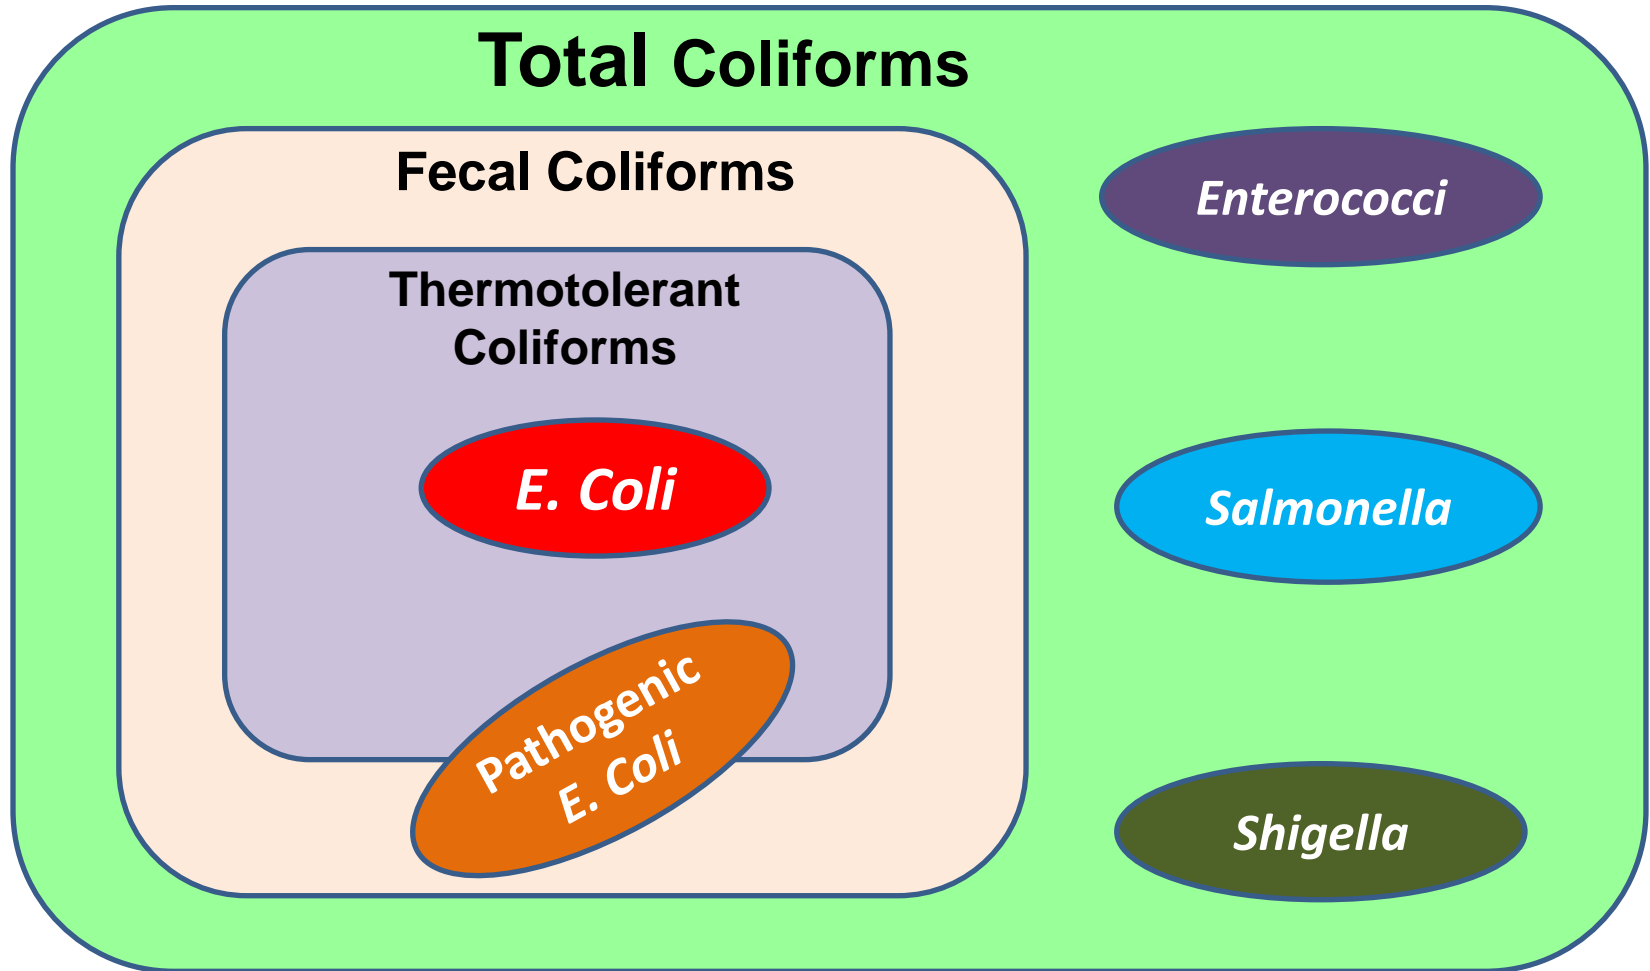 Total Coliforms
Fecal Coliforms
Thermotolerant
Coliforms
E. Coli
Pathogenic
E. Coli
Enterococci
Salmonella
Shigella